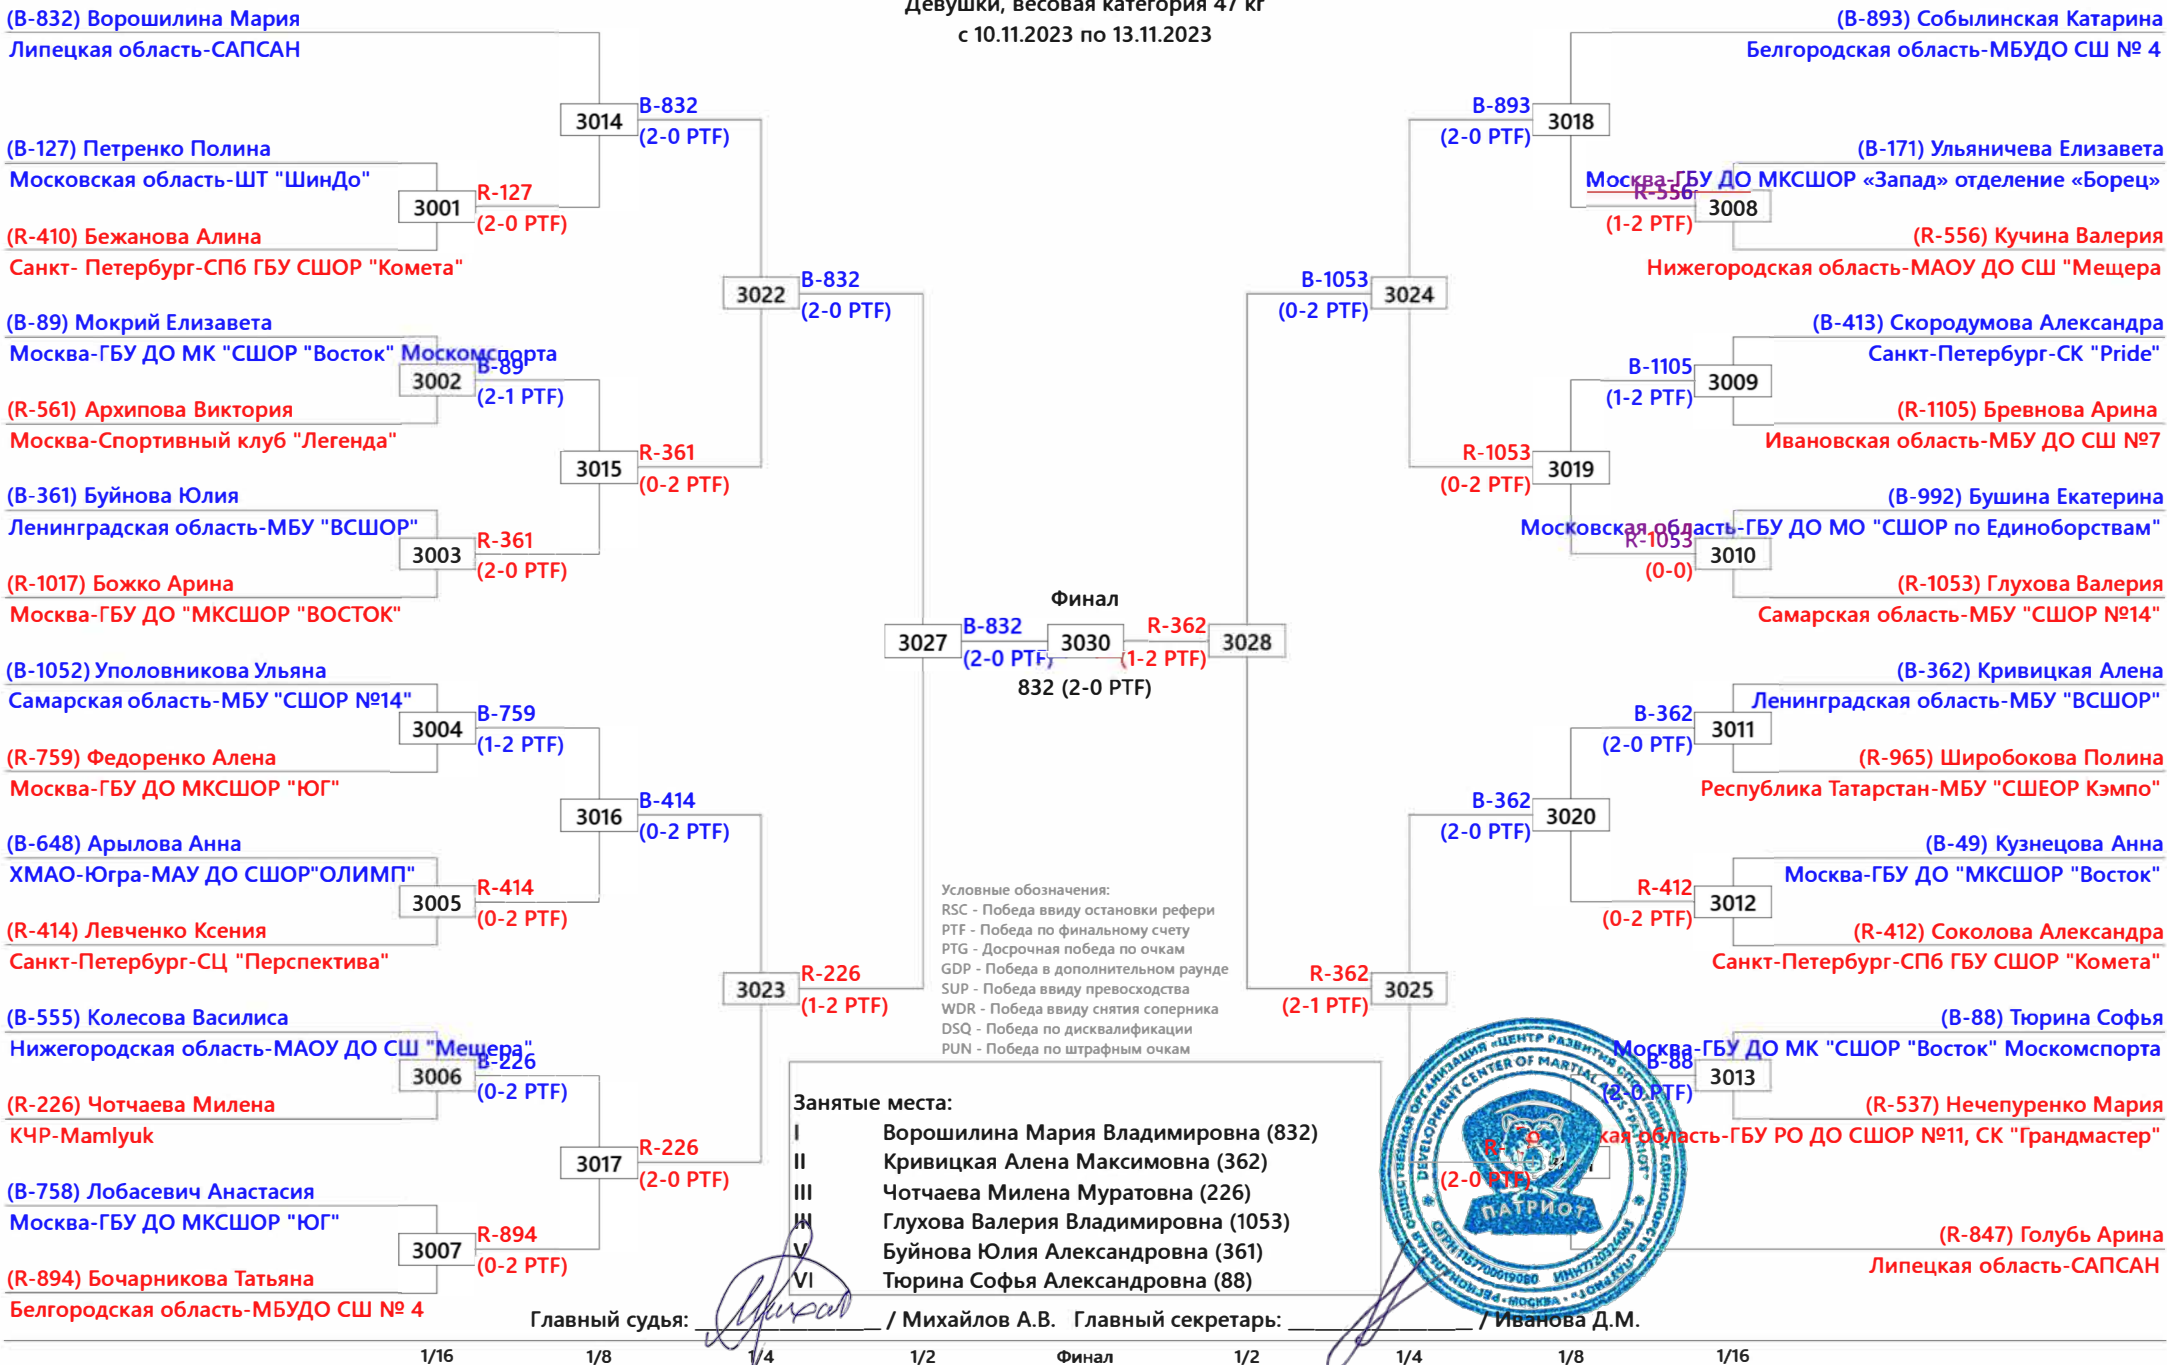 Девушки, весовая категория 47 кг
с 10.11.2023 по 13.11.2023
(B-832) Ворошилина Мария
Липецкая область-САПСАН
(B-127) Петренко Полина
Московская область-ШТ "ШинДо"
(R-410) Бежанова Алина
Санкт- Петербург-СПб ГБУ СШОР "Комета"
(B-89) Мокрий Елизавета
Москва-ГБУ ДО МК "СШОР "Восток" Москомспорта
(R-561) Архипова Виктория
Москва-Спортивный клуб "Легенда"
(B-361) Буйнова Юлия
Ленинградская область-МБУ "ВСШОР"
(R-1017) Божко Арина
Москва-ГБУ ДО "МКСШОР "ВОСТОК"
(B-1052) Уполовникова Ульяна
Самарская область-МБУ "СШОР №14"
(R-759) Федоренко Алена
Москва-ГБУ ДО МКСШОР "ЮГ"
(B-648) Арылова Анна
ХМАО-Югра-МАУ ДО СШОР"ОЛИМП"
(R-414) Левченко Ксения
Санкт-Петербург-СЦ "Перспектива"
(B-555) Колесова Василиса
Нижегородская область-МАОУ ДО СШ "Мещера"
(R-226) Чотчаева Милена
КЧР-Mamlyuk
(B-758) Лобасевич Анастасия
Москва-ГБУ ДО МКСШОР "ЮГ"
(R-894) Бочарникова Татьяна
Белгородская область-МБУДО СШ № 4
3001
R-127
(2-0 PTF)
3002
B-89
(2-1 PTF)
3003
R-361
(2-0 PTF)
3004
B-759
(1-2 PTF)
3005
R-414
(0-2 PTF)
3006
B-226
(0-2 PTF)
3007
R-894
(0-2 PTF)
3014
B-832
(2-0 PTF)
3015
R-361
(0-2 PTF)
3016
B-414
(0-2 PTF)
3017
R-226
(2-0 PTF)
3022
B-832
(2-0 PTF)
3023
R-226
(1-2 PTF)
3027
B-832
(2-0 PTF)
Финал
3030
832 (2-0 PTF)
R-362
(1-2 PTF)
3028
B-1053
(0-2 PTF)
3024
R-362
(2-1 PTF)
3025
B-893
(2-0 PTF)
3018
R-1053
(0-2 PTF)
3019
B-362
(2-0 PTF)
3020
(2-0 PTF)
R-556
(1-2 PTF)
3008
B-1105
(1-2 PTF)
3009
R-1053
(0-0)
3010
B-362
(2-0 PTF)
3011
R-412
(0-2 PTF)
3012
B-88
(2-0 PTF)
3013
(B-893) Собылинская Катарина
Белгородская область-МБУДО СШ № 4
(B-171) Ульяничева Елизавета
Москва-ГБУ ДО МКСШОР «Запад» отделение «Борец»
(R-556) Кучина Валерия
Нижегородская область-МАОУ ДО СШ "Мещера
(B-413) Скородумова Александра
Санкт-Петербург-СК "Pride"
(R-1105) Бревнова Арина
Ивановская область-МБУ ДО СШ №7
(B-992) Бушина Екатерина
Московская область-ГБУ ДО МО "СШОР по Единоборствам"
(R-1053) Глухова Валерия
Самарская область-МБУ "СШОР №14"
(B-362) Кривицкая Алена
Ленинградская область-МБУ "ВСШОР"
(R-965) Широбокова Полина
Республика Татарстан-МБУ "СШЕОР Кэмпо"
(B-49) Кузнецова Анна
Москва-ГБУ ДО "МКСШОР "Восток"
(R-412) Соколова Александра
Санкт-Петербург-СПб ГБУ СШОР "Комета"
(B-88) Тюрина Софья
Москва-ГБУ ДО МК "СШОР "Восток" Москомспорта
(R-537) Нечепуренко Мария
область-ГБУ РО ДО СШОР №11, СК "Грандмастер"
(R-847) Голубь Арина
Липецкая область-САПСАН
Условные обозначения:
RSC - Победа ввиду остановки рефери
PTF - Победа по финальному счету
PTG - Досрочная победа по очкам
GDP - Победа в дополнительном раунде
SUP - Победа ввиду превосходства
WDR - Победа ввиду снятия соперника
DSQ - Победа по дисквалификации
PUN - Победа по штрафным очкам
Занятые места:
I Ворошилина Мария Владимировна (832)
II Кривицкая Алена Максимовна (362)
III Чотчаева Милена Муратовна (226)
III Глухова Валерия Владимировна (1053)
V Буйнова Юлия Александровна (361)
VI Тюрина Софья Александровна (88)
DEVELOPMENT CENTER OF MARTIAL ARTS "PATRIOT"
ПАТРИОТ
Главный судья: / Михайлов А.В. Главный секретарь: / Иванова Д.М.
1/16 1/8 1/4 1/2 Финал 1/2 1/4 1/8 1/16